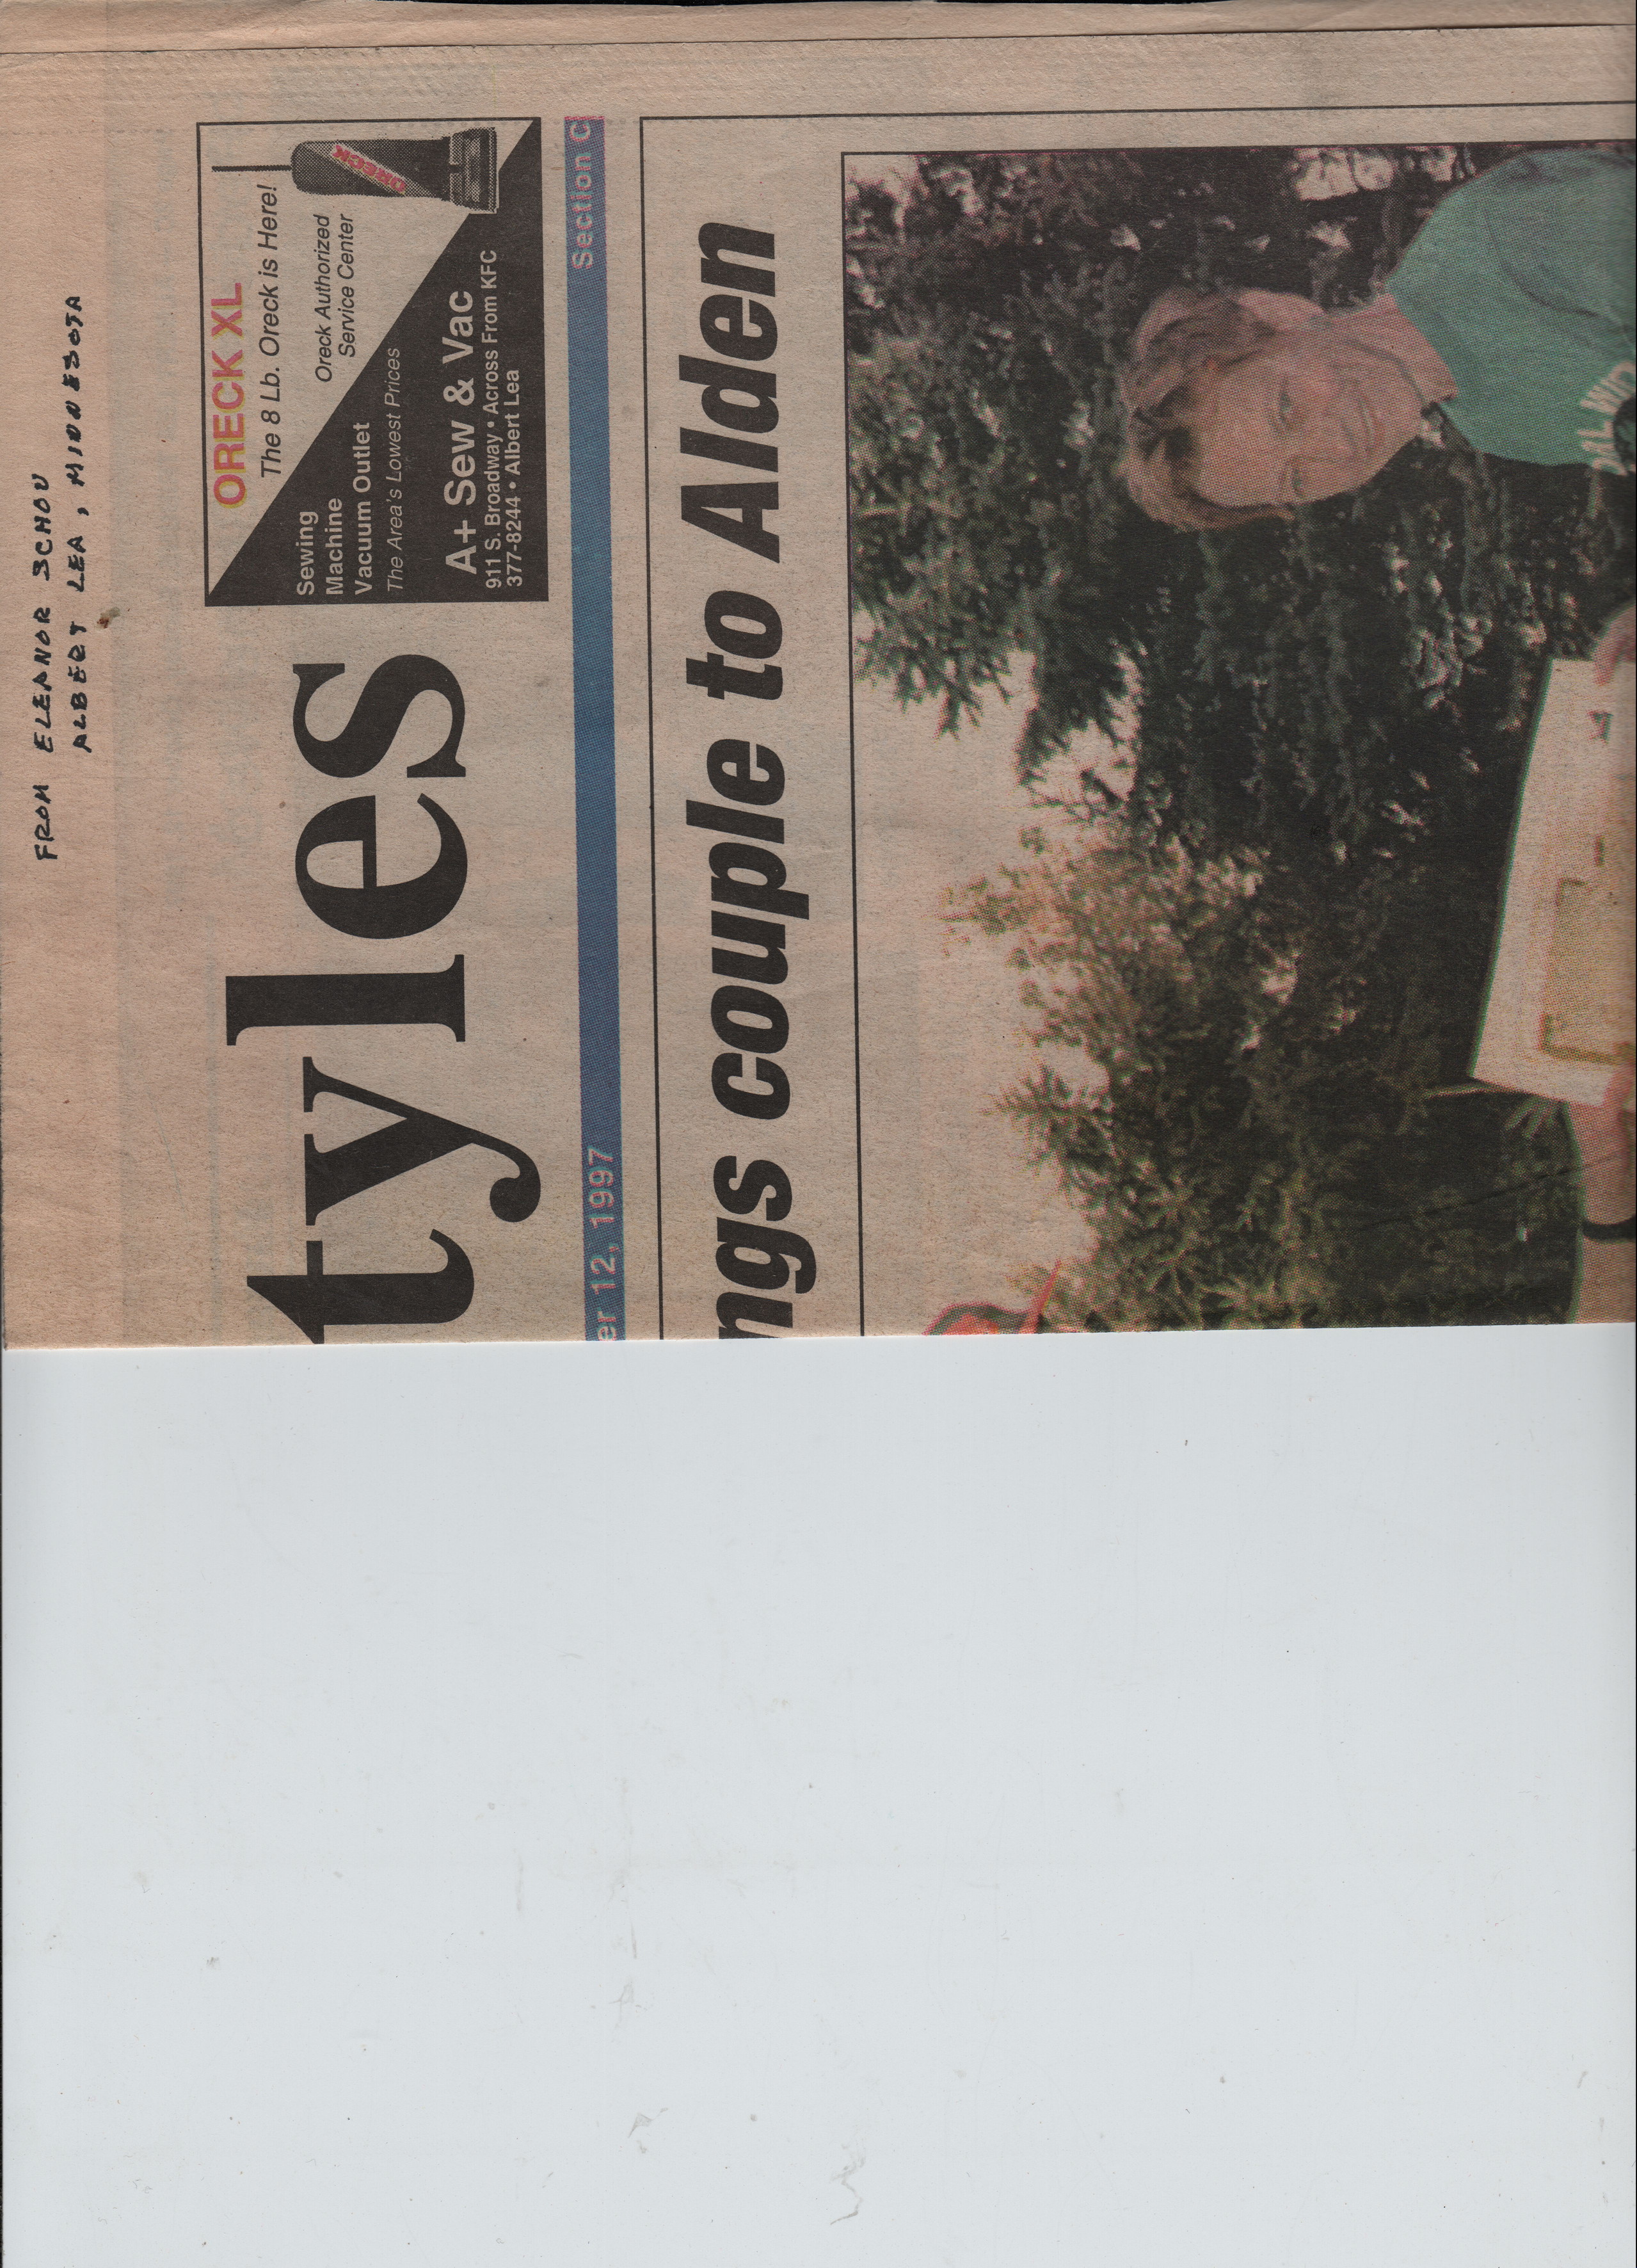 FROM ELEANOR SCHOU
ALBERT LEA, MINNESOTA
tyles
ORECK XL
The 8 Lb. Oreck is Here!
ORECK
Oreck Authorized
Service Center
Sewing
Machine
Vacuum Outlet
The Area's Lowest Prices
A+ Sew & Vac
911 S. Broadway • Across From KFC
377-8244 • Albert Lea
er 12, 1997
Section C
ngs couple to Alden